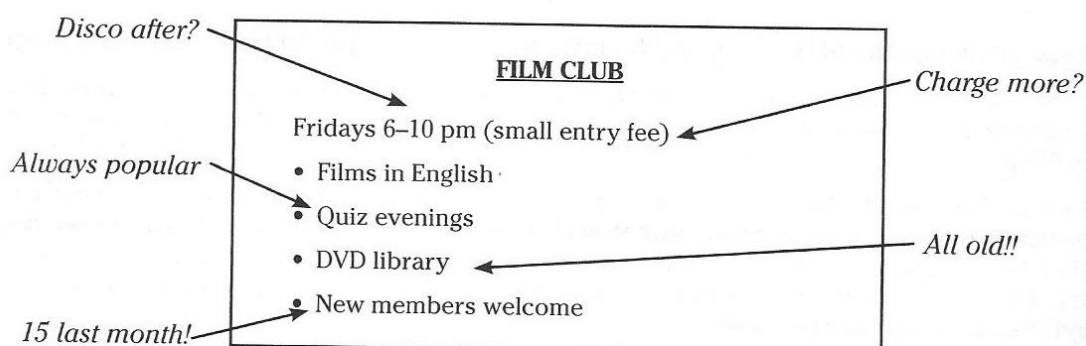 Disco after?
FILM CLUB
Charge more?
Fridays 6–10 pm (small entry fee)
Always popular
• Films in English
• Quiz evenings
• DVD library
All old!!
• New members welcome
15 last month!